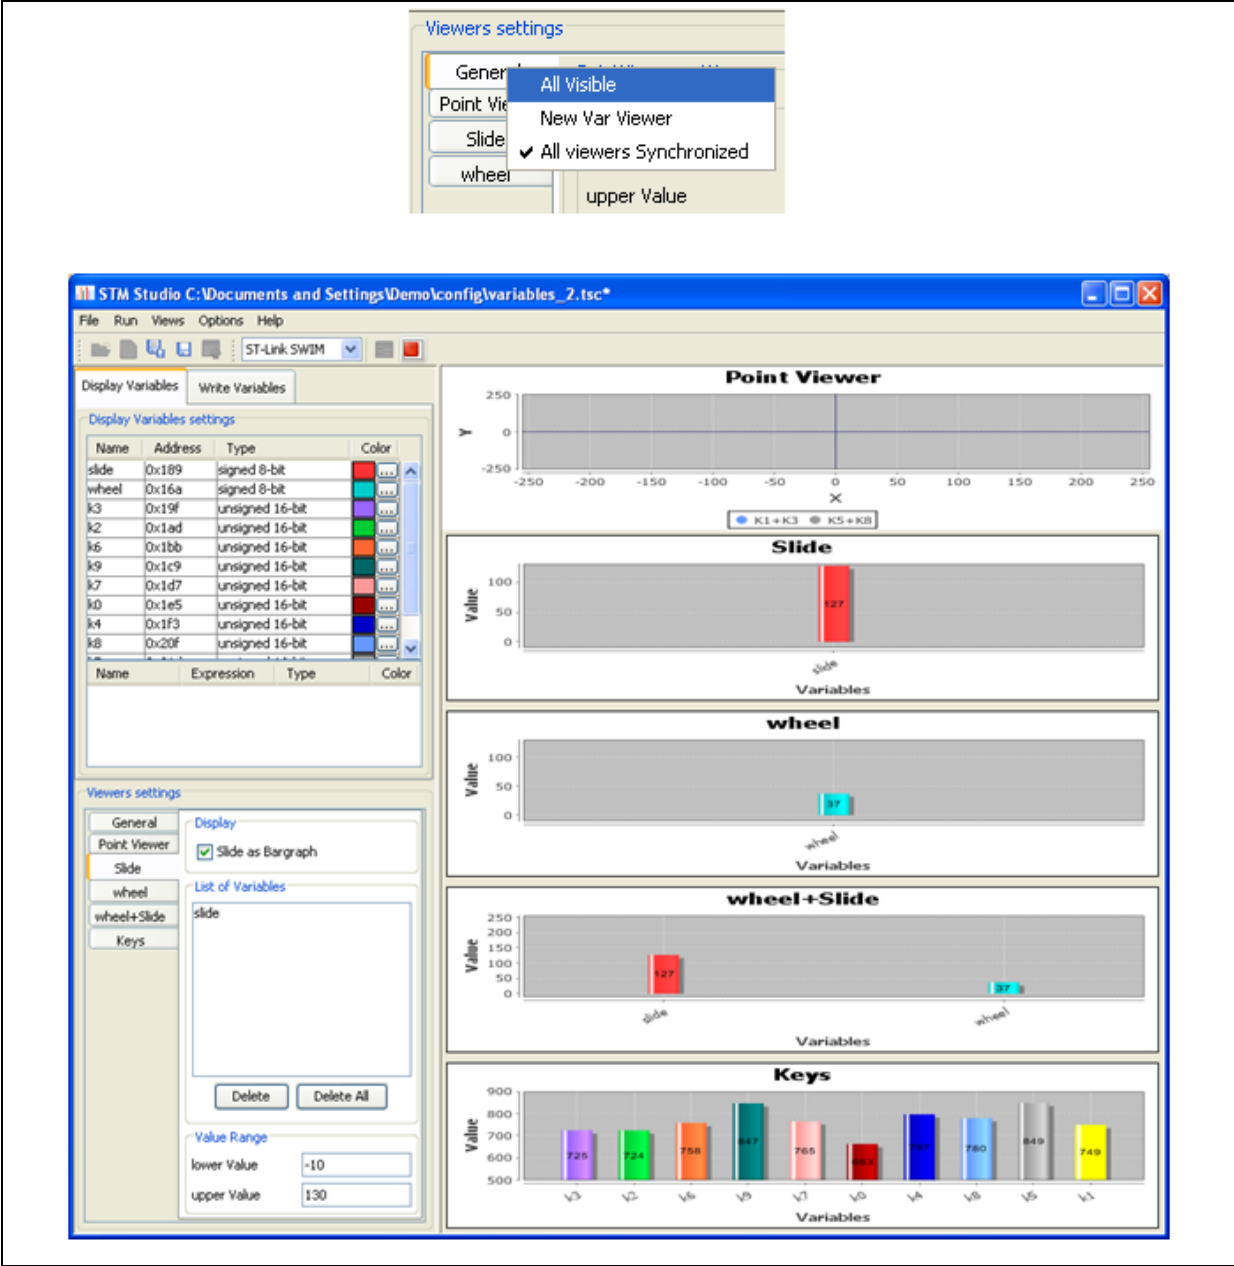 Viewers settings
General
All Visible
Point Vie
New Var Viewer
Slide
All viewers Synchronized
wheel
upper Value
STM Studio C:\Documents and Settings\Demo\config\variables_2.tsc*
File Run Views Options Help
ST-Link SWIM
Display Variables Write Variables
Display Variables settings
Name Address Type Color
slide 0x189 signed 8-bit ...
wheel 0x16a signed 8-bit ...
k3 0x19f unsigned 16-bit ...
k2 0x1ad unsigned 16-bit ...
k6 0x1bb unsigned 16-bit ...
k9 0x1c9 unsigned 16-bit ...
k7 0x1d7 unsigned 16-bit ...
k0 0x1e5 unsigned 16-bit ...
k4 0x1f3 unsigned 16-bit ...
k8 0x20f unsigned 16-bit ...
Name Expression Type Color
Viewers settings
General
Point Viewer
Slide
wheel
wheel+Slide
Keys
Display
Slide as Bargraph
List of Variables
slide
Delete Delete All
Value Range
lower Value -10
upper Value 130
Point Viewer
250
Y 0
-250
-250 -200 -150 -100 -50 0 50 100 150 200 250
X
K1+K3 K5+K8
Slide
Value
100
50
0
127
slide
Variables
wheel
Value
100
50
0
37
wheel
Variables
wheel+Slide
Value
250
200
150
100
50
0
127 37
slide wheel
Variables
Keys
Value
900
800
700
600
500
725 724 758 847 765 663 780 849 749
k3 k2 k6 k9 k7 k0 k4 k8 k5 k1
Variables